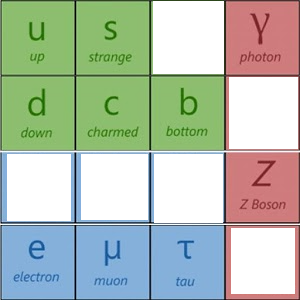 u s γ
up strange photon
d c b
down charmed bottom
Z
Z Boson
e μ τ
electron muon tau